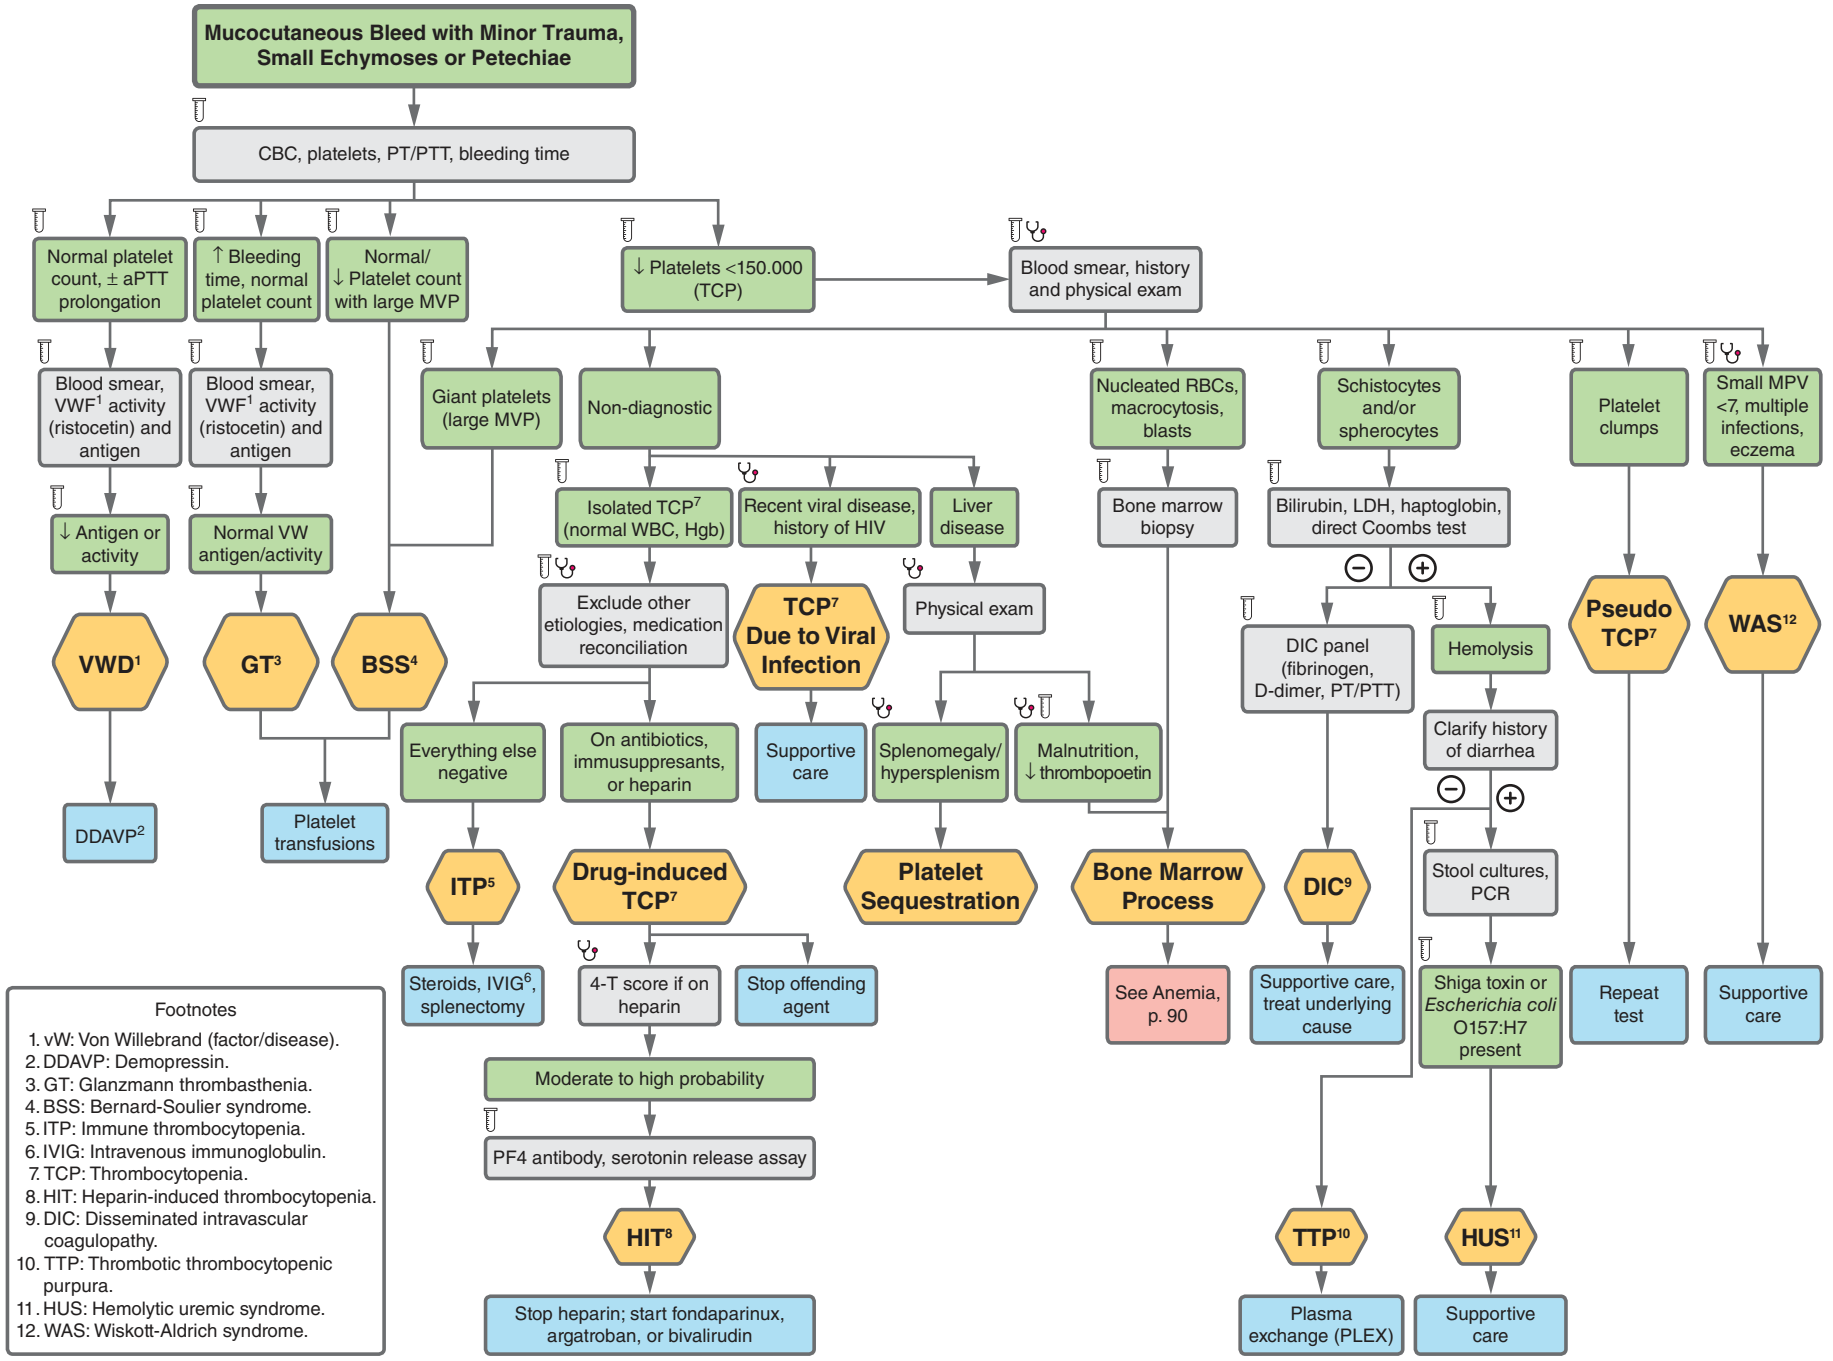 Mucocutaneous Bleed with Minor Trauma,
Small Echymoses or Petechiae
CBC, platelets, PT/PTT, bleeding time
Normal platelet
count, ± aPTT
prolongation
↑ Bleeding
time, normal
platelet count
Normal/
↓ Platelet count
with large MVP
↓ Platelets <150.000
(TCP)
Blood smear, history
and physical exam
Blood smear,
VWF1 activity
(ristocetin) and
antigen
Blood smear,
VWF1 activity
(ristocetin) and
antigen
Giant platelets
(large MVP)
Non-diagnostic
Nucleated RBCs,
macrocytosis,
blasts
Schistocytes
and/or
spherocytes
Platelet
clumps
Small MPV
<7, multiple
infections,
eczema
↓ Antigen or
activity
Normal VW
antigen/activity
Isolated TCP7
(normal WBC, Hgb)
Recent viral disease,
history of HIV
Liver
disease
Bone marrow
biopsy
Bilirubin, LDH, haptoglobin,
direct Coombs test
− +
VWD1
GT3
BSS4
Exclude other
etiologies, medication
reconciliation
TCP7
Due to Viral
Infection
Physical exam
DIC panel
(fibrinogen,
D-dimer, PT/PTT)
Hemolysis
Pseudo
TCP7
WAS12
Everything else
negative
On antibiotics,
immusuppresants,
or heparin
Supportive
care
Splenomegaly/
hypersplenism
Malnutrition,
↓ thrombopoetin
Clarify history
of diarrhea
− +
DDAVP2
Platelet
transfusions
ITP5
Drug-induced
TCP7
Platelet
Sequestration
Bone Marrow
Process
DIC9
Stool cultures,
PCR
Steroids, IVIG6,
splenectomy
4-T score if on
heparin
Stop offending
agent
See Anemia,
p. 90
Supportive care,
treat underlying
cause
Shiga toxin or
Escherichia coli
O157:H7
present
Repeat
test
Supportive
care
Moderate to high probability
PF4 antibody, serotonin release assay
HIT8
TTP10
HUS11
Stop heparin; start fondaparinux,
argatroban, or bivalirudin
Plasma
exchange (PLEX)
Supportive
care
Footnotes
1. vW: Von Willebrand (factor/disease).
2. DDAVP: Demopressin.
3. GT: Glanzmann thrombasthenia.
4. BSS: Bernard-Soulier syndrome.
5. ITP: Immune thrombocytopenia.
6. IVIG: Intravenous immunoglobulin.
7. TCP: Thrombocytopenia.
8. HIT: Heparin-induced thrombocytopenia.
9. DIC: Disseminated intravascular
coagulopathy.
10. TTP: Thrombotic thrombocytopenic
purpura.
11. HUS: Hemolytic uremic syndrome.
12. WAS: Wiskott-Aldrich syndrome.